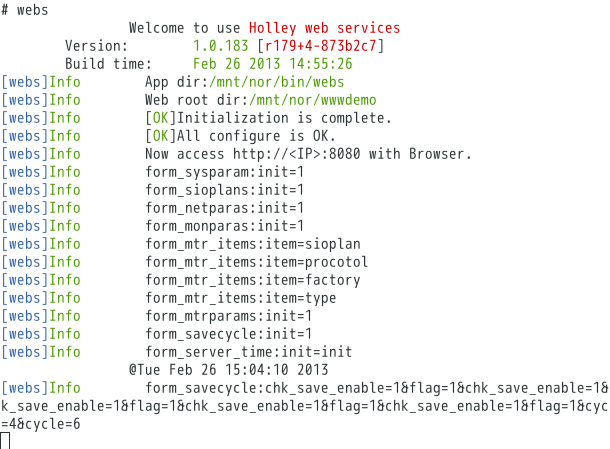 # webs
Welcome to use Holley web services
Version: 1.0.183 [r179+4-873b2c7]
Build time: Feb 26 2013 14:55:26
[webs]Info App dir:/mnt/nor/bin/webs
[webs]Info Web root dir:/mnt/nor/wwwdemo
[webs]Info [OK]Initialization is complete.
[webs]Info [OK]All configure is OK.
[webs]Info Now access http://<IP>:8080 with Browser.
[webs]Info form_sysparam:init=1
[webs]Info form_sioplans:init=1
[webs]Info form_netparas:init=1
[webs]Info form_monparas:init=1
[webs]Info form_mtr_items:item=sioplan
[webs]Info form_mtr_items:item=procotol
[webs]Info form_mtr_items:item=factory
[webs]Info form_mtr_items:item=type
[webs]Info form_mtrparams:init=1
[webs]Info form_savecycle:init=1
[webs]Info form_server_time:init=init
@Tue Feb 26 15:04:10 2013
[webs]Info form_savecycle:chk_save_enable=1&flag=1&chk_save_enable=1&
k_save_enable=1&flag=1&chk_save_enable=1&flag=1&chk_save_enable=1&flag=1&cyc
=4&cycle=6